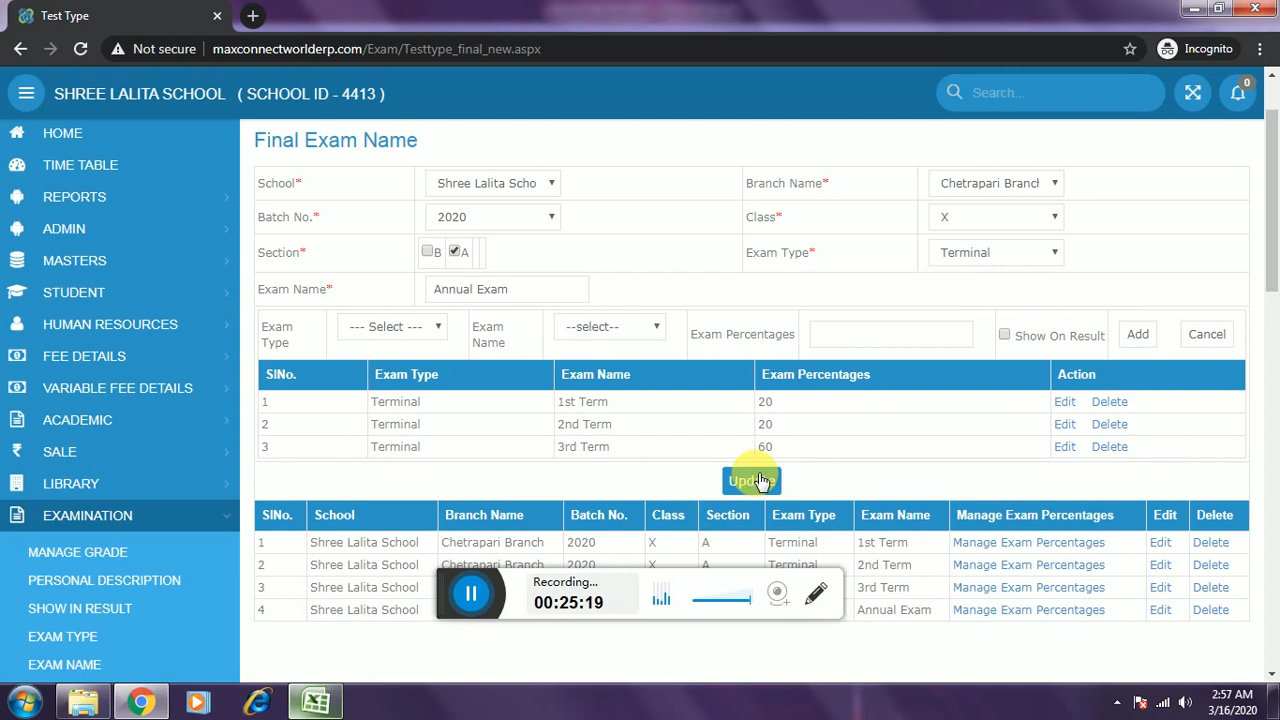 Test Type
Not secure maxconnectworlderp.com/Exam/Testtype_final_new.aspx Incognito
SHREE LALITA SCHOOL ( SCHOOL ID - 4413 ) Search... 0
HOME
TIME TABLE
REPORTS
ADMIN
MASTERS
STUDENT
HUMAN RESOURCES
FEE DETAILS
VARIABLE FEE DETAILS
ACADEMIC
SALE
LIBRARY
EXAMINATION
MANAGE GRADE
PERSONAL DESCRIPTION
SHOW IN RESULT
EXAM TYPE
EXAM NAME
Final Exam Name
School* Shree Lalita Scho Branch Name* Chetrapari Branch
Batch No.* 2020 Class* X
Section* B A Exam Type* Terminal
Exam Name* Annual Exam
Exam Type --- Select --- Exam Name --select-- Exam Percentages Show On Result Add Cancel
SlNo. Exam Type Exam Name Exam Percentages Action
1 Terminal 1st Term 20 Edit Delete
2 Terminal 2nd Term 20 Edit Delete
3 Terminal 3rd Term 60 Edit Delete
Update
SlNo. School Branch Name Batch No. Class Section Exam Type Exam Name Manage Exam Percentages Edit Delete
1 Shree Lalita School Chetrapari Branch 2020 X A Terminal 1st Term Manage Exam Percentages Edit Delete
2 Shree Lalita School Chetrapari Branch 2020 X A Terminal 2nd Term Manage Exam Percentages Edit Delete
3 Shree Lalita School 3rd Term Manage Exam Percentages Edit Delete
4 Shree Lalita School Annual Exam Manage Exam Percentages Edit Delete
Recording...
00:25:19
2:57 AM
3/16/2020